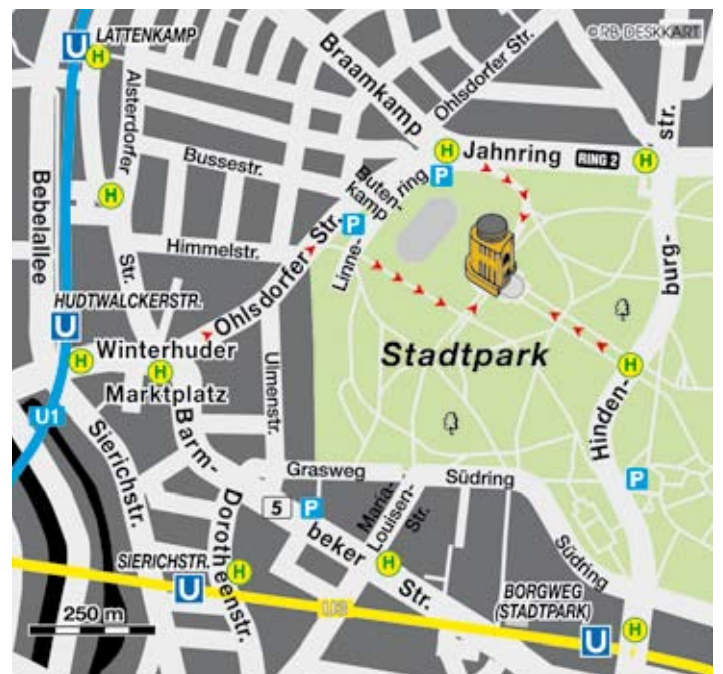 ©RB-DESKKART
U
LATTENKAMP
H
Braamkamp
Ohlsdorfer Str.
str.
Alsterdorfer
Bussestr.
H
Jahnring
RING 2
H
Bebelallee
H
Buten-
kamp
ring
P
P
Str.
Himmelstr.
Linne-
Ohlsdorfer Str.
burg-
HUDTWALCKERSTR.
U
H
Winterhuder
Marktplatz
H
Ulmenstr.
Stadtpark
H
Hinden-
U1
Sierichstr.
Barm-
Grasweg
Südring
P
5
P
Maria-
Louisen-
Str.
Dorotheenstr.
beker
Str.
Südring
SIERICHSTR.
U
H
H
BORGWEG
(STADTPARK)
U
H
U3
250 m